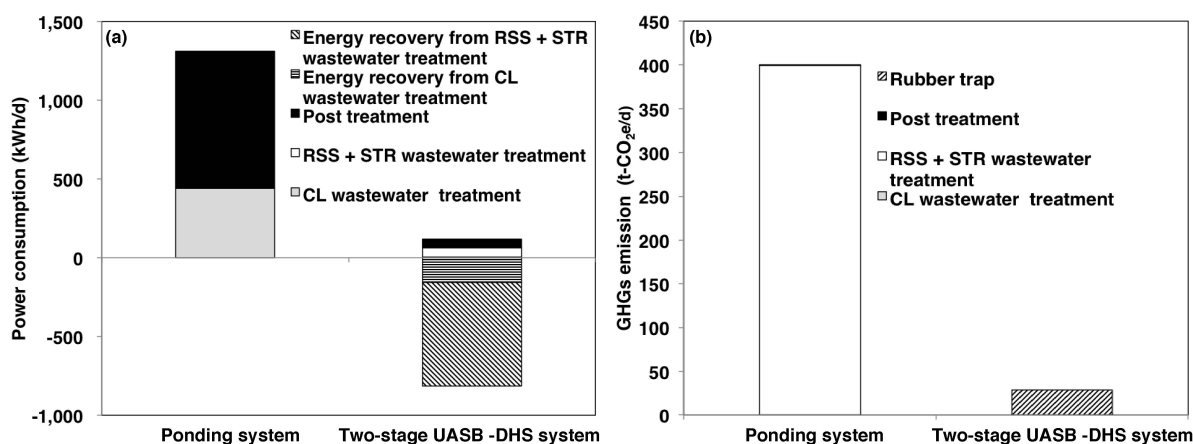 (a)
Power consumption (kWh/d)
1,500
1,000
500
0
-500
-1,000
Energy recovery from RSS + STR
wastewater treatment
Energy recovery from CL
wastewater treatment
Post treatment
RSS + STR wastewater treatment
CL wastewater treatment
Ponding system
Two-stage UASB -DHS system
(b)
GHGs emission (t-CO₂e/d)
450
400
350
300
250
200
150
100
50
0
Rubber trap
Post treatment
RSS + STR wastewater
treatment
CL wastewater treatment
Ponding system
Two-stage UASB -DHS system